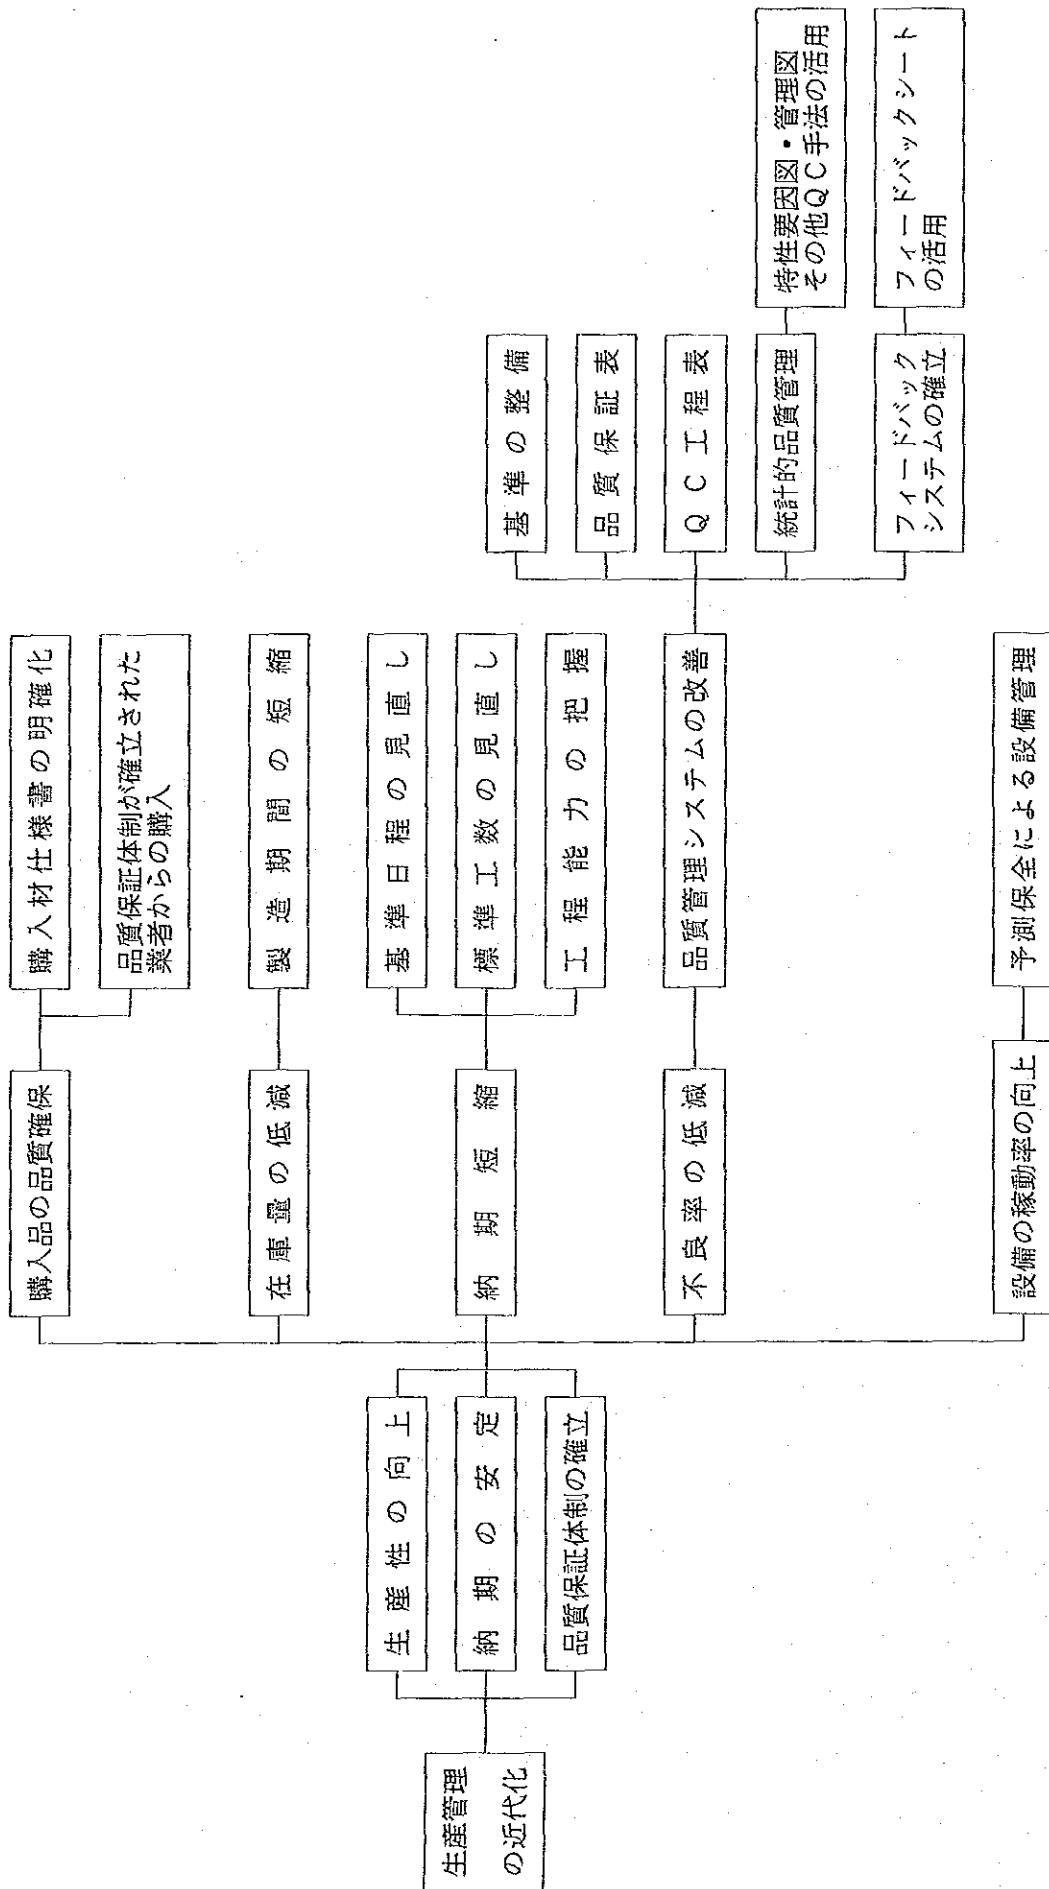 生産管理
の近代化
生産性の向上
納期の安定
品質保証体制の確立
購入品の品質確保
在庫量の低減
納期短縮
不良率の低減
設備の稼動率の向上
購入材仕様書の明確化
品質保証体制が確立された
業者からの購入
製造期間の短縮
基準日程の見直し
標準工数の見直し
工程能力の把握
品質管理システムの改善
予測保全による設備管理
基準の整備
品質保証表
QC工程表
統計的品質管理
フィードバック
システムの確立
特性要因図・管理図
その他QC手法の活用
フィードバックシート
の活用